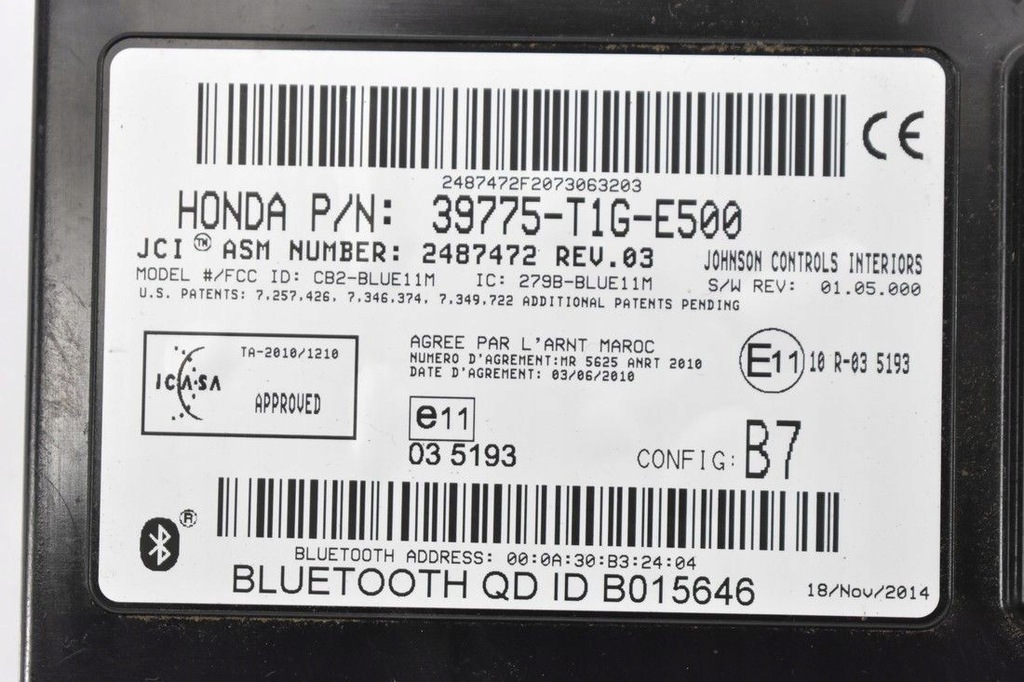 CE
2487472F2073063203
HONDA P/N: 39775-T1G-E500
JCI™ ASM NUMBER: 2487472 REV.03
JOHNSON CONTROLS INTERIORS
MODEL #/FCC ID: CB2-BLUE11M IC: 279B-BLUE11M
S/W REV: 01.05.000
U.S. PATENTS: 7,257,426, 7,346,374, 7,349,722 ADDITIONAL PATENTS PENDING
TA-2010/1210
ICASA
APPROVED
AGREE PAR L'ARNT MAROC
NUMERO D'AGREMENT:MR 5625 ANRT 2010
DATE D'AGREMENT: 03/06/2010
E11 10 R-03 5193
e11
03 5193
CONFIG: B7
®
BLUETOOTH ADDRESS: 00:0A:30:B3:24:04
BLUETOOTH QD ID B015646
18/Nov/2014